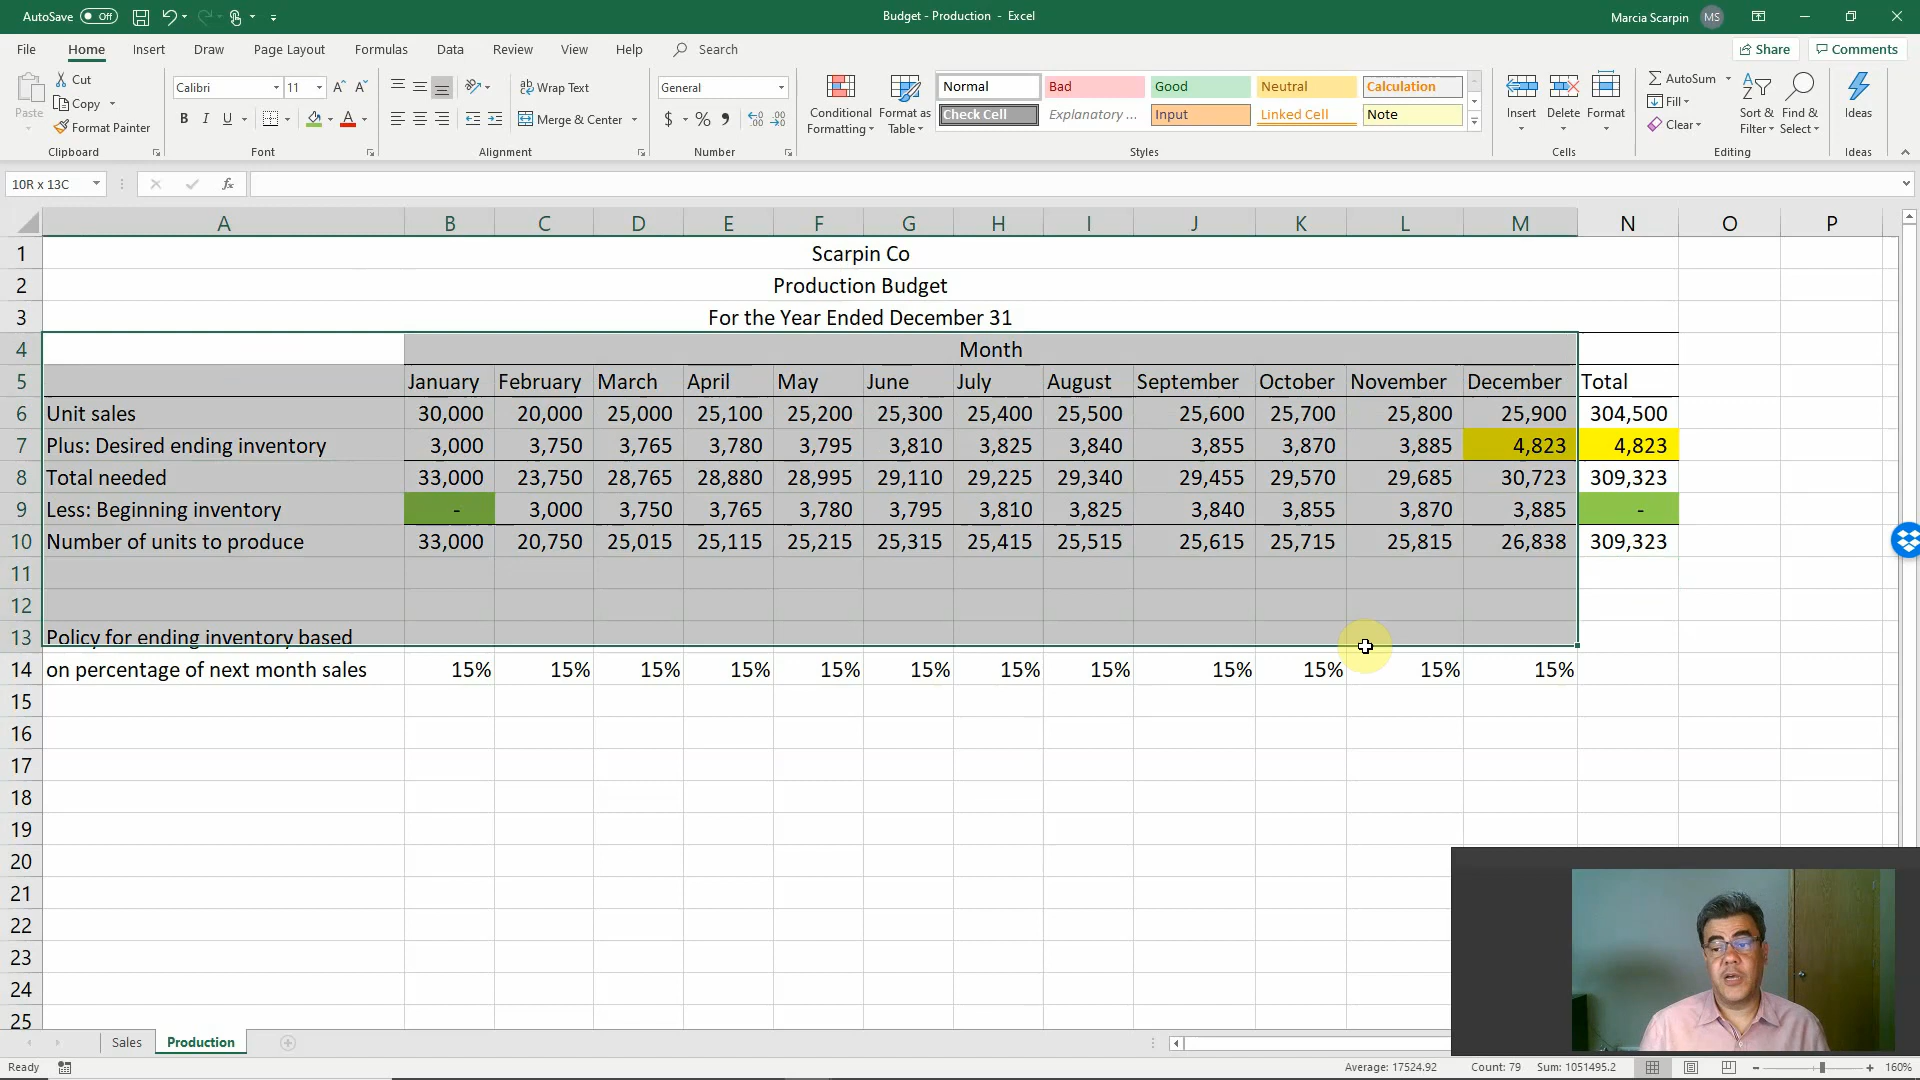 AutoSave Off
Budget - Production - Excel
Marcia Scarpin MS
File Home Insert Draw Page Layout Formulas Data Review View Help Search
Share Comments
Paste
Cut
Copy
Format Painter
Clipboard
Calibri 11
B I U
Font
Wrap Text
Merge & Center
Alignment
General
Number
Conditional Formatting
Format as Table
Normal Bad Good Neutral Calculation
Check Cell Explanatory ... Input Linked Cell Note
Styles
Insert Delete Format
Cells
AutoSum
Fill
Clear
Sort & Filter
Find & Select
Editing
Ideas
Ideas
10R x 13C
fx
A B C D E F G H I J K L M N O P
1 Scarpin Co
2 Production Budget
3 For the Year Ended December 31
4 Month
5 January February March April May June July August September October November December Total
6 Unit sales 30,000 20,000 25,000 25,100 25,200 25,300 25,400 25,500 25,600 25,700 25,800 25,900 304,500
7 Plus: Desired ending inventory 3,000 3,750 3,765 3,780 3,795 3,810 3,825 3,840 3,855 3,870 3,885 4,823 4,823
8 Total needed 33,000 23,750 28,765 28,880 28,995 29,110 29,225 29,340 29,455 29,570 29,685 30,723 309,323
9 Less: Beginning inventory - 3,000 3,750 3,765 3,780 3,795 3,810 3,825 3,840 3,855 3,870 3,885 -
10 Number of units to produce 33,000 20,750 25,015 25,115 25,215 25,315 25,415 25,515 25,615 25,715 25,815 26,838 309,323
11
12
13 Policy for ending inventory based
14 on percentage of next month sales 15% 15% 15% 15% 15% 15% 15% 15% 15% 15% 15% 15%
15
16
17
18
19
20
21
22
23
24
25
Sales Production
Ready
Average: 17524.92 Count: 79 Sum: 1051495.2
160%